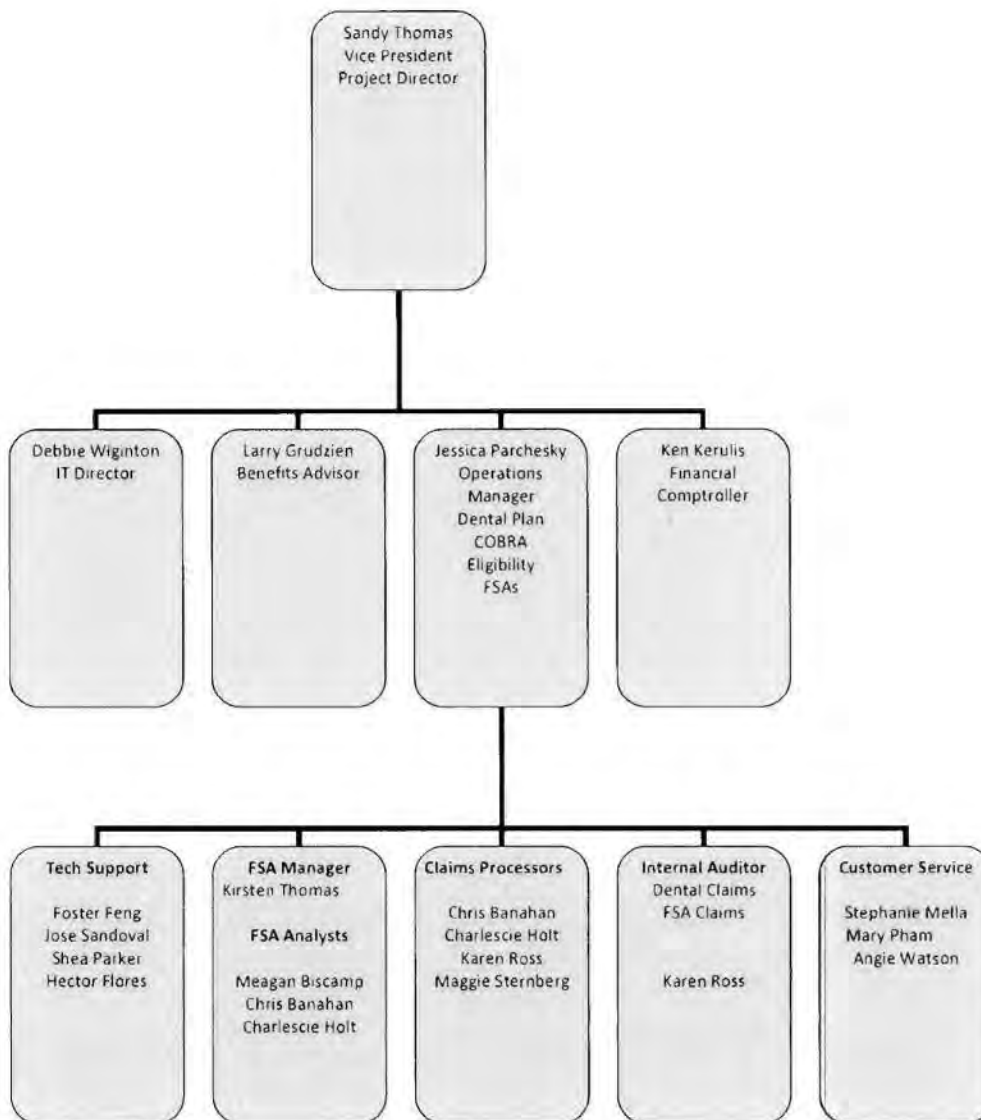 Sandy Thomas
Vice President
Project Director
Debbie Wiginton
IT Director
Larry Grudzien
Benefits Advisor
Jessica Parchesky
Operations
Manager
Dental Plan
COBRA
Eligibility
FSAs
Ken Kerulis
Financial
Comptroller
Tech Support
Foster Feng
Jose Sandoval
Shea Parker
Hector Flores
FSA Manager
Kirsten Thomas
FSA Analysts
Meagan Biscamp
Chris Banahan
Charlescie Holt
Claims Processors
Chris Banahan
Charlescie Holt
Karen Ross
Maggie Sternberg
Internal Auditor
Dental Claims
FSA Claims
Karen Ross
Customer Service
Stephanie Mella
Mary Pham
Angie Watson